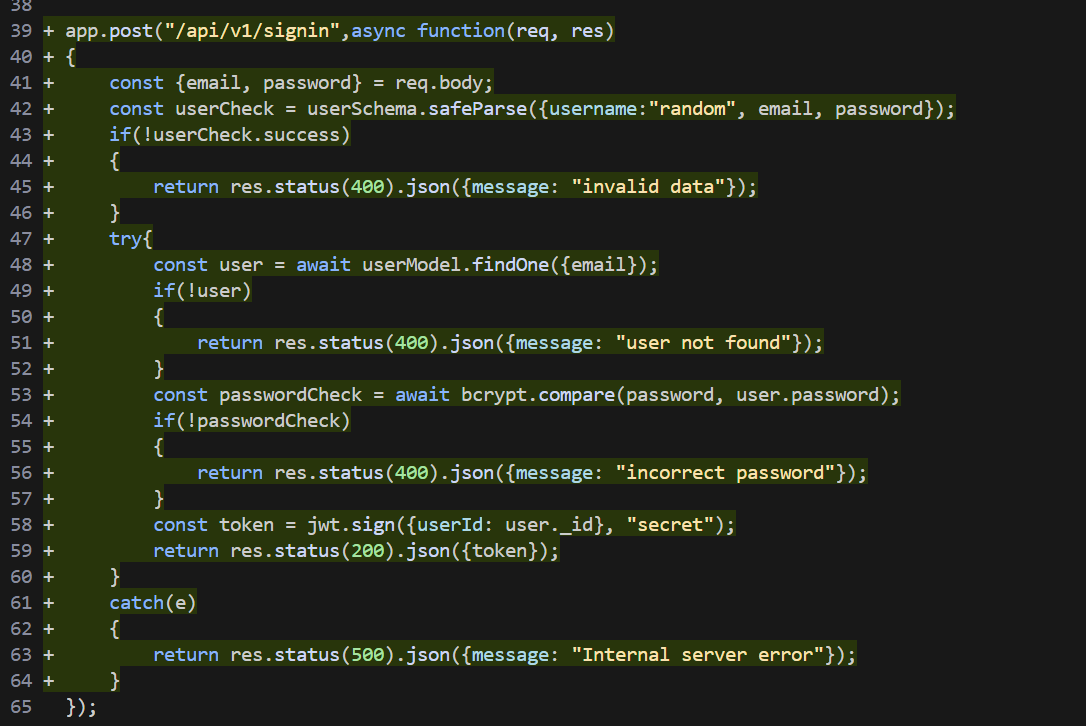 38
39 + app.post("/api/v1/signin",async function(req, res)
40 + {
41 +     const {email, password} = req.body;
42 +     const userCheck = userSchema.safeParse({username:"random", email, password});
43 +     if(!userCheck.success)
44 +     {
45 +         return res.status(400).json({message: "invalid data"});
46 +     }
47 +     try{
48 +         const user = await userModel.findOne({email});
49 +         if(!user)
50 +         {
51 +             return res.status(400).json({message: "user not found"});
52 +         }
53 +         const passwordCheck = await bcrypt.compare(password, user.password);
54 +         if(!passwordCheck)
55 +         {
56 +             return res.status(400).json({message: "incorrect password"});
57 +         }
58 +         const token = jwt.sign({userId: user._id}, "secret");
59 +         return res.status(200).json({token});
60 +     }
61 +     catch(e)
62 +     {
63 +         return res.status(500).json({message: "Internal server error"});
64 +     }
65   });